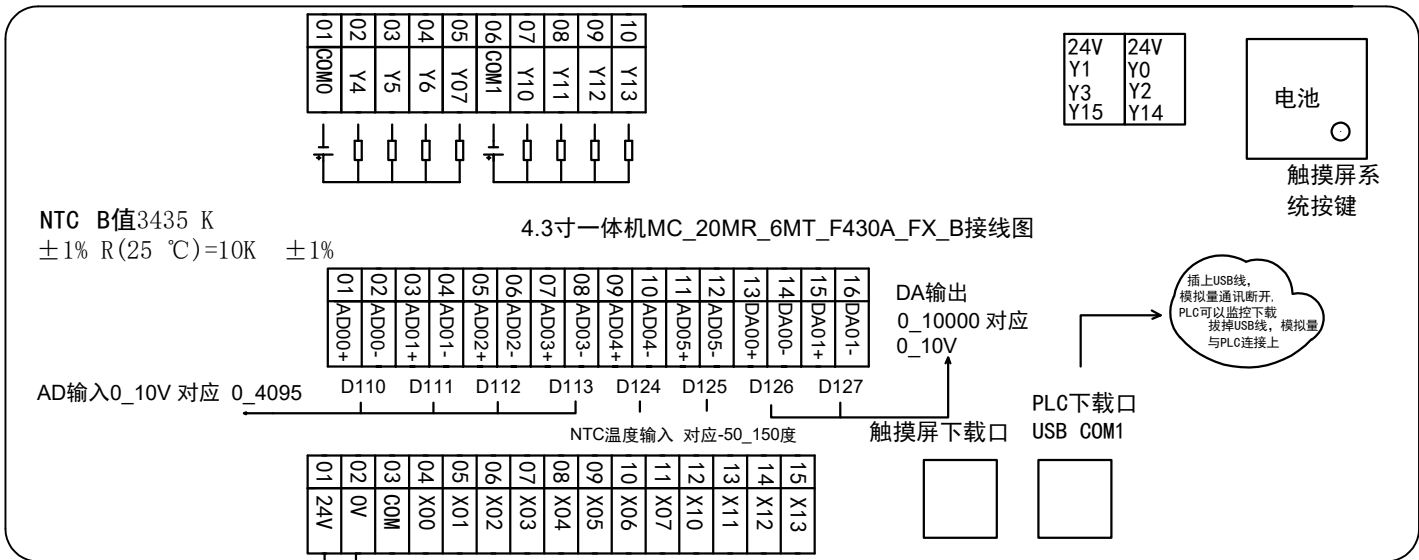 01 02 03 04 05 06 07 08 09 10
COM0 Y4 Y5 Y6 Y07 COM1 Y10 Y11 Y12 Y13
24V 24V
Y1 Y0
Y3 Y2
Y15 Y14
电池
触摸屏系
统按键
NTC B值3435 K
±1% R(25 ℃)=10K ±1%
4.3寸一体机MC_20MR_6MT_F430A_FX_B接线图
01 02 03 04 05 06 07 08 09 10 11 12 13 14 15 16
AD00+ AD00- AD01+ AD01- AD02+ AD02- AD03+ AD03- AD04+ AD04- AD05+ AD05- DA00+ DA00- DA01+ DA01-
DA输出
0_10000 对应
0_10V
插上USB线，
模拟量通讯断开,
PLC可以监控下载
拔掉USB线，模拟量
与PLC连接上
D110 D111 D112 D113 D124 D125 D126 D127
AD输入0_10V 对应 0_4095
NTC温度输入 对应-50_150度
触摸屏下载口
PLC下载口
USB COM1
01 02 03 04 05 06 07 08 09 10 11 12 13 14 15
24V 0V COM X00 X01 X02 X03 X04 X05 X06 X07 X10 X11 X12 X13